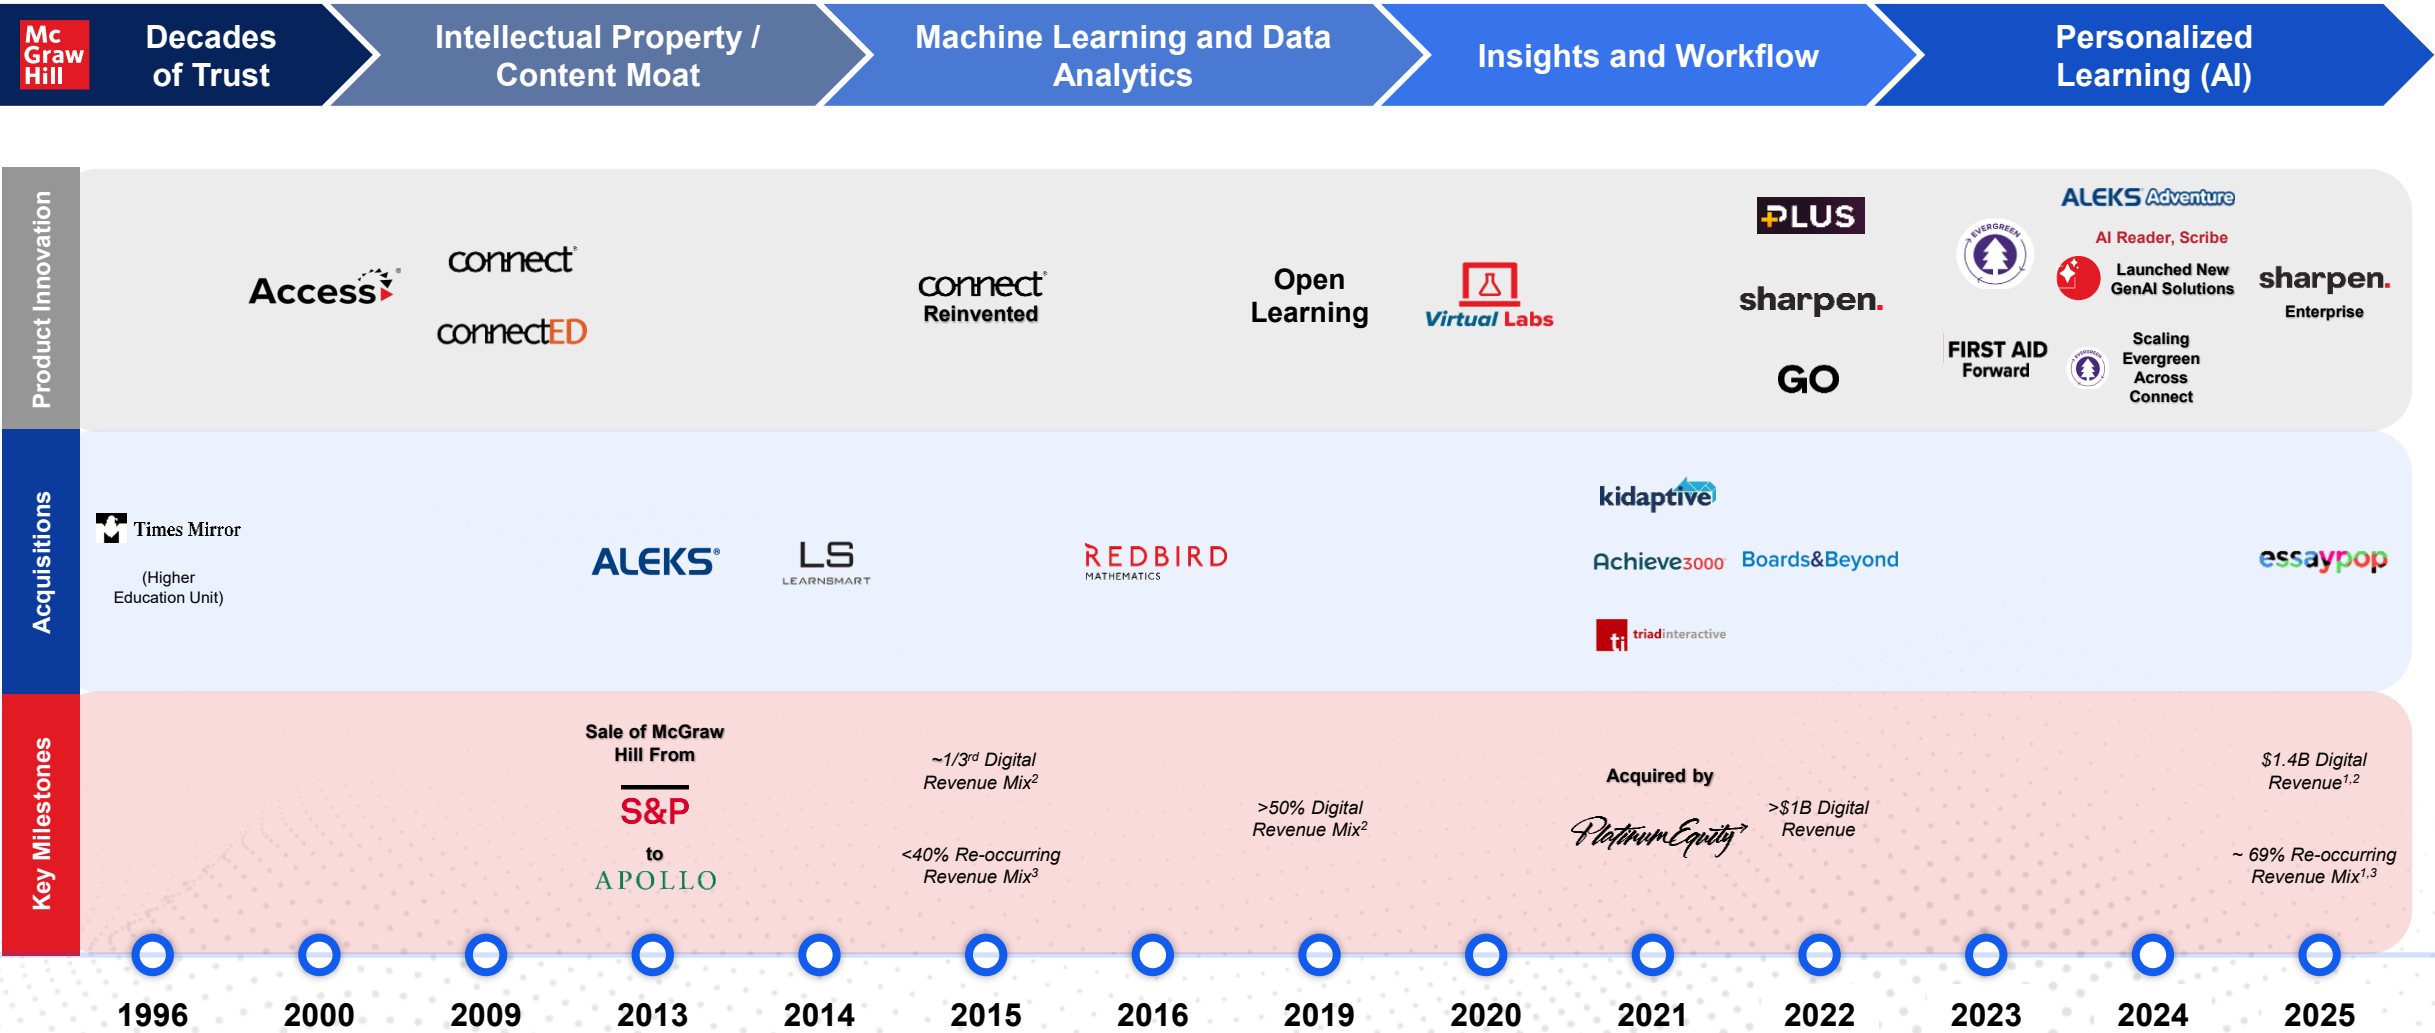 Mc
Graw
Hill
Decades
of Trust
Intellectual Property /
Content Moat
Machine Learning and Data
Analytics
Insights and Workflow
Personalized
Learning (AI)
Product Innovation
Access®
connect®
connectED
connect®
Reinvented
Open
Learning
Virtual Labs
+PLUS
sharpen.
GO
EVERGREEN
FIRST AID
Forward
ALEKS Adventure
AI Reader, Scribe
Launched New
GenAI Solutions
EVERGREEN
Scaling
Evergreen
Across
Connect
sharpen.
Enterprise
Acquisitions
Times Mirror
(Higher
Education Unit)
ALEKS®
LS
LEARNSMART
REDBIRD
MATHEMATICS
kidaptive
Achieve3000
ti triadinteractive
Boards&Beyond
essaypop
Key Milestones
Sale of McGraw
Hill From
S&P
to
APOLLO
~1/3rd Digital
Revenue Mix2
<40% Re-occurring
Revenue Mix3
>50% Digital
Revenue Mix2
Acquired by
Platinum Equity
>$1B Digital
Revenue
$1.4B Digital
Revenue1,2
~ 69% Re-occurring
Revenue Mix1,3
1996 2000 2009 2013 2014 2015 2016 2019 2020 2021 2022 2023 2024 2025